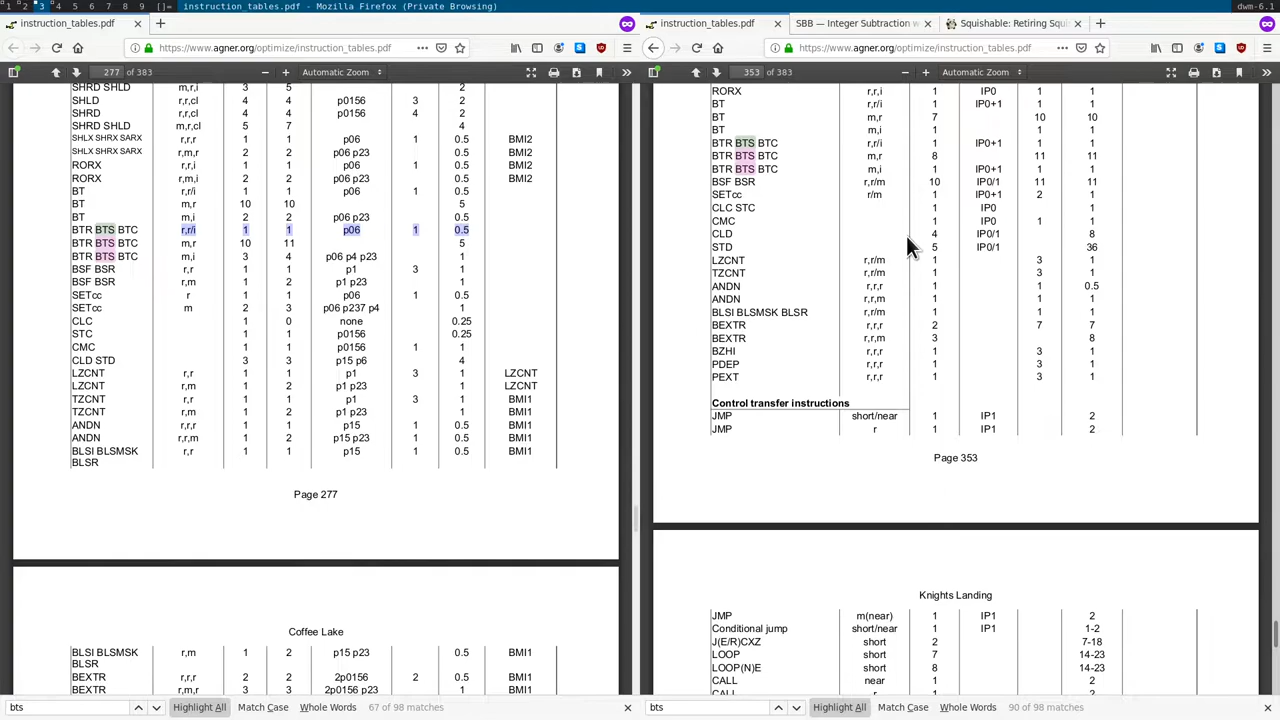 1 2 3 4 5 6 7 8 9 []= instruction_tables.pdf - Mozilla Firefox (Private Browsing) dwm-6.1
instruction_tables.pdf
https://www.agner.org/optimize/instruction_tables.pdf
277 of 383 Automatic Zoom
SHRD SHLD m,r,i 3 5 2
SHLD r,r,cl 4 4 p0156 3 2
SHRD r,r,cl 4 4 p0156 4 2
SHRD SHLD m,r,cl 5 7 4
SHLX SHRX SARX r,r,r 1 1 p06 1 0.5 BMI2
SHLX SHRX SARX r,m,r 2 2 p06 p23 0.5 BMI2
RORX r,r,i 1 1 p06 1 0.5 BMI2
RORX r,m,i 2 2 p06 p23 0.5 BMI2
BT r,r/i 1 1 p06 1 0.5
BT m,r 10 10 5
BT m,i 2 2 p06 p23 0.5
BTR BTS BTC r,r/i 1 1 p06 1 0.5
BTR BTS BTC m,r 10 11 5
BTR BTS BTC m,i 3 4 p06 p4 p23 1
BSF BSR r,r 1 1 p1 3 1
BSF BSR r,m 1 2 p1 p23 1
SETcc r 1 1 p06 1 0.5
SETcc m 2 3 p06 p237 p4 1
CLC 1 0 none 0.25
STC 1 1 p0156 0.25
CMC 1 1 p0156 1 1
CLD STD 3 3 p15 p6 4
LZCNT r,r 1 1 p1 3 1 LZCNT
LZCNT r,m 1 2 p1 p23 1 LZCNT
TZCNT r,r 1 1 p1 3 1 BMI1
TZCNT r,m 1 2 p1 p23 1 BMI1
ANDN r,r,r 1 1 p15 1 0.5 BMI1
ANDN r,r,m 1 2 p15 p23 1 0.5 BMI1
BLSI BLSMSK r,r 1 1 p15 1 0.5 BMI1
BLSR
Page 277
Coffee Lake
BLSI BLSMSK r,m 1 2 p15 p23 0.5 BMI1
BLSR
BEXTR r,r,r 2 2 2p0156 2 1 BMI1
BEXTR r,m,r 3 3 2p0156 p23 1 BMI1
bts Highlight All Match Case Whole Words 67 of 98 matches
instruction_tables.pdf SBB — Integer Subtraction w Squishable: Retiring Squis
https://www.agner.org/optimize/instruction_tables.pdf
353 of 383 Automatic Zoom
RORX r,r,i 1 IP0 1 1
BT r,r/i 1 IP0+1 1 1
BT m,r 7 10 10
BT m,i 1 1 1
BTR BTS BTC r,r/i 1 IP0+1 1 1
BTR BTS BTC m,r 8 11 11
BTR BTS BTC m,i 1 IP0+1 1 1
BSF BSR r,r/m 10 IP0/1 11 11
SETcc r/m 1 IP0+1 2 1
CLC STC 1 IP0 1
CMC 1 IP0 1 1
CLD 4 IP0/1 8
STD 5 IP0/1 36
LZCNT r,r/m 1 3 1
TZCNT r,r/m 1 3 1
ANDN r,r,r 1 1 0.5
ANDN r,r,m 1 1 1
BLSI BLSMSK BLSR r,r/m 1 1 1
BEXTR r,r,r 2 7 7
BEXTR r,r,m 3 8
BZHI r,r,r 1 3 1
PDEP r,r,r 1 3 1
PEXT r,r,r 1 3 1
Control transfer instructions
JMP short/near 1 IP1 2
JMP r 1 IP1 2
Page 353
Knights Landing
JMP m(near) 1 IP1 2
Conditional jump short/near 1 IP1 1-2
J(E/R)CXZ short 2 7-18
LOOP short 7 14-23
LOOP(N)E short 8 14-23
CALL near 1 2
CALL r 1 2
bts Highlight All Match Case Whole Words 90 of 98 matches